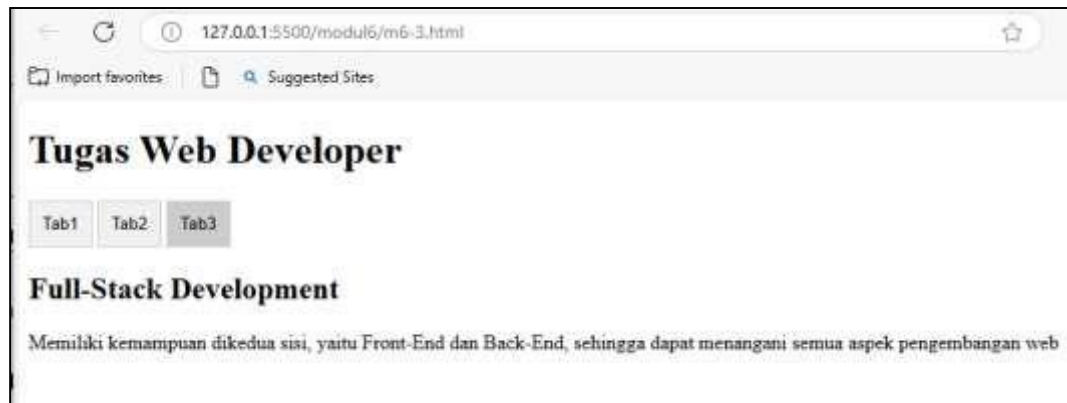 127.0.0.1:5500/modul6/m6-3.html
Import favorites Suggested Sites
Tugas Web Developer
Tab1 Tab2 Tab3
Full-Stack Development
Memiliki kemampuan dikedua sisi, yaitu Front-End dan Back-End, sehingga dapat menangani semua aspek pengembangan web